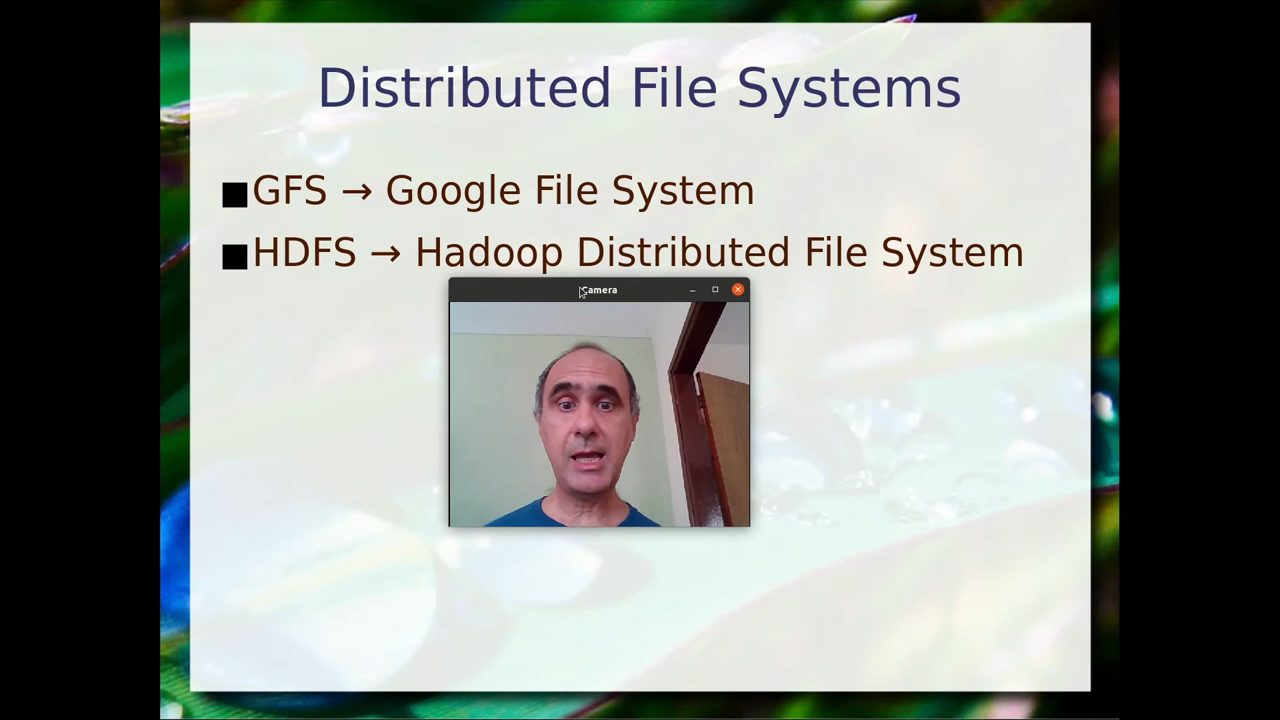 Distributed File Systems
GFS → Google File System
HDFS → Hadoop Distributed File System
Camera